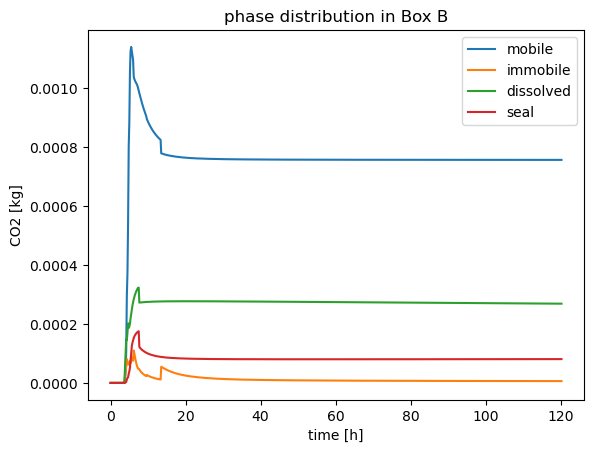 phase distribution in Box B
mobile
immobile
dissolved
seal
CO2 [kg]
0.0010
0.0008
0.0006
0.0004
0.0002
0.0000
0 20 40 60 80 100 120
time [h]